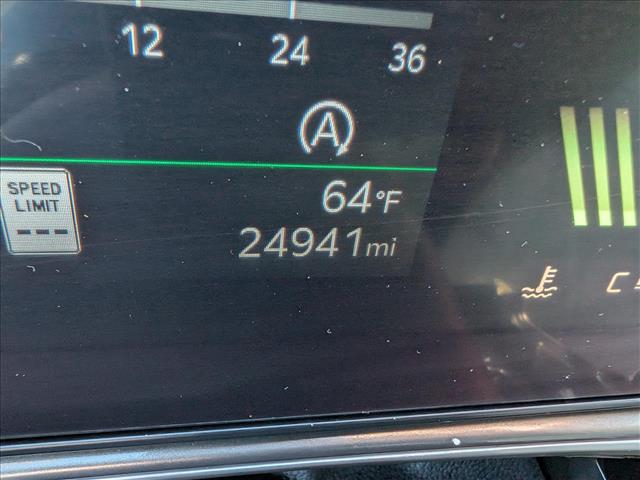 12 24 36
A
SPEED
LIMIT
---
64°F
24941mi
C